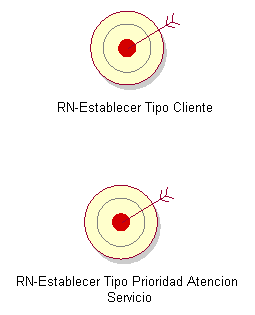 RN-Establecer Tipo Cliente
RN-Establecer Tipo Prioridad Atencion
Servicio